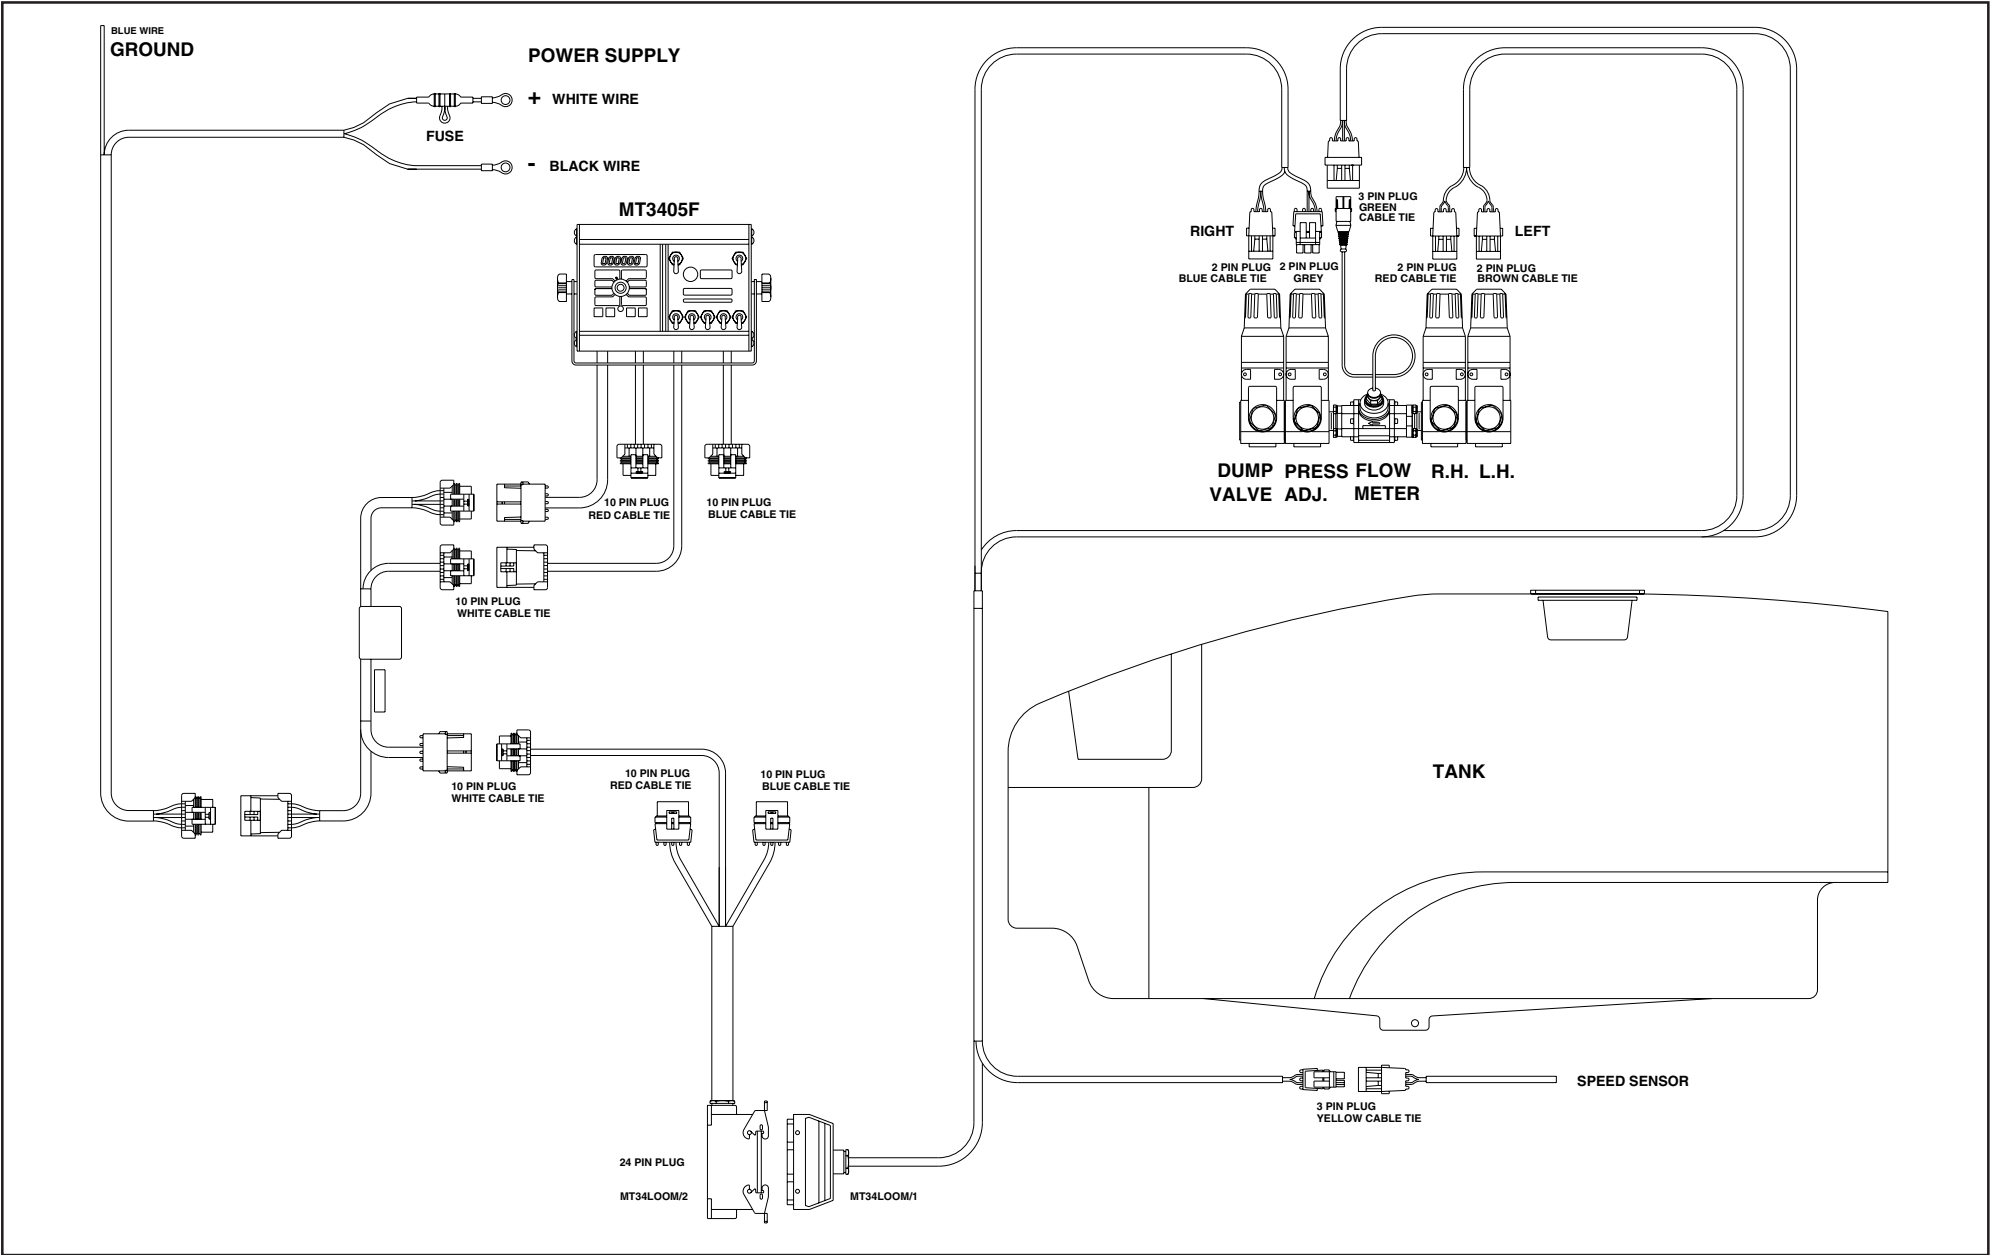 BLUE WIRE
GROUND
POWER SUPPLY
+ WHITE WIRE
FUSE
- BLACK WIRE
MT3405F
000000
10 PIN PLUG
RED CABLE TIE
10 PIN PLUG
BLUE CABLE TIE
10 PIN PLUG
WHITE CABLE TIE
10 PIN PLUG
WHITE CABLE TIE
10 PIN PLUG
RED CABLE TIE
10 PIN PLUG
BLUE CABLE TIE
24 PIN PLUG
MT34LOOM/2
MT34LOOM/1
3 PIN PLUG
GREEN
CABLE TIE
RIGHT
LEFT
2 PIN PLUG
BLUE CABLE TIE
2 PIN PLUG
GREY
2 PIN PLUG
RED CABLE TIE
2 PIN PLUG
BROWN CABLE TIE
DUMP
VALVE
PRESS
ADJ.
FLOW
METER
R.H.
L.H.
TANK
SPEED SENSOR
3 PIN PLUG
YELLOW CABLE TIE